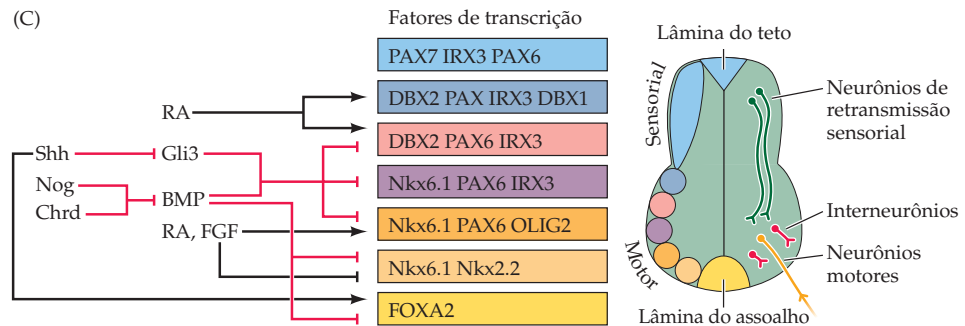 (C)
Fatores de transcrição
PAX7 IRX3 PAX6
RA
DBX2 PAX IRX3 DBX1
DBX2 PAX6 IRX3
Shh
Gli3
Nkx6.1 PAX6 IRX3
Nog
Chrd
BMP
RA, FGF
Nkx6.1 PAX6 OLIG2
Nkx6.1 Nkx2.2
FOXA2
Lâmina do teto
Sensorial
Motor
Neurônios de
retransmissão
sensorial
Interneurônios
Neurônios
motores
Lâmina do assoalho